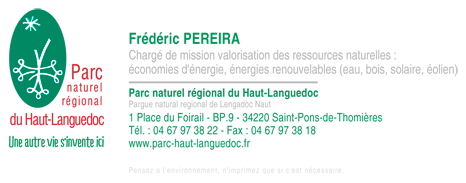 Parc
naturel
régional
du Haut-Languedoc
Une autre vie s'invente ici
Frédéric PEREIRA
Chargé de mission valorisation des ressources naturelles :
économies d'énergie, énergies renouvelables (eau, bois, solaire, éolien)
Parc naturel régional du Haut-Languedoc
Pargue natural regional de Lengadòc Naut
1 Place du Foirail - BP.9 - 34220 Saint-Pons-de-Thomières
Tél. : 04 67 97 38 22 - Fax : 04 67 97 38 18
www.parc-haut-languedoc.fr
Pensez à l'environnement, n'imprimez que si c'est nécessaire.